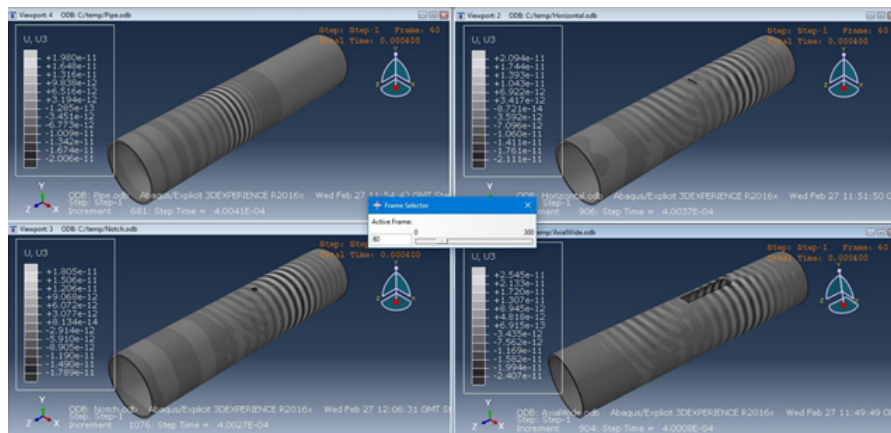 Viewport: 4 ODB: C:/temp/Pipe.odb
Step: Step-1 Frame: 60
Total Time: 0.000400
U, U3
+1.980e-11
+1.648e-11
+1.316e-11
+9.838e-12
+6.516e-12
+3.194e-12
-1.285e-13
-3.451e-12
-6.773e-12
-1.009e-11
-1.342e-11
-1.674e-11
-2.006e-11
Y
Z X
ODB: Pipe.odb Abaqus/Explicit 3DEXPERIENCE R2016x Wed Feb 27 11:54:42 GMT
Step: Step-1
Increment 681: Step Time = 4.0041E-04
Viewport: 2 ODB: C:/temp/Horizontal.odb
Step: Step-1 Frame: 60
Total Time: 0.000400
U, U3
+2.094e-11
+1.744e-11
+1.393e-11
+1.043e-11
+6.922e-12
+3.417e-12
-8.721e-14
-3.592e-12
-7.096e-12
-1.060e-11
-1.411e-11
-1.761e-11
-2.111e-11
Y
Z X
Horizontal.odb Abaqus/Explicit 3DEXPERIENCE R2016x Wed Feb 27 11:51:50
Step-1
Increment 906: Step Time = 4.0037E-04
Frame Selector
Active Frame:
0 300
60
Viewport: 3 ODB: C:/temp/Notch.odb
Step: Step-1
Total Time: 0.000400
U, U3
+1.805e-11
+1.506e-11
+1.206e-11
+9.068e-12
+6.072e-12
+3.077e-12
+8.134e-14
-2.914e-12
-5.910e-12
-8.905e-12
-1.190e-11
-1.490e-11
-1.789e-11
Y
Z X
ODB: Notch.odb Abaqus/Explicit 3DEXPERIENCE R2016x Wed Feb 27 12:06:31 GMT
Step: Step-1
Increment 1076: Step Time = 4.0027E-04
/temp/AxialWide.odb
Step: Step-1 Frame: 60
Total Time: 0.000400
U, U3
+2.545e-11
+2.133e-11
+1.720e-11
+1.307e-11
+8.945e-12
+4.818e-12
+6.915e-13
-3.435e-12
-7.562e-12
-1.169e-11
-1.582e-11
-1.994e-11
-2.407e-11
Y
Z X
ODB: AxialWide.odb Abaqus/Explicit 3DEXPERIENCE R2016x Wed Feb 27 11:49:49 G
Step: Step-1
Increment 904: Step Time = 4.0008E-04